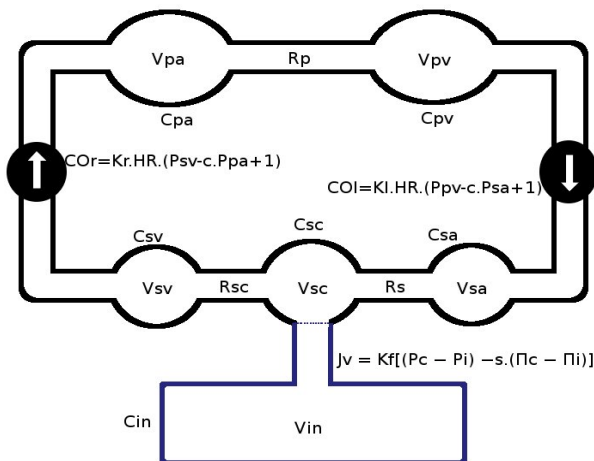 Vpa
Rp
Vpv
Cpa
Cpv
COr=Kr.HR.(Psv-c.Ppa+1)
COl=Kl.HR.(Ppv-c.Psa+1)
Csv
Csc
Csa
Vsv
Rsc
Vsc
Rs
Vsa
Jv = Kf[(Pc − Pi) −s.(Πc − Πi)]
Cin
Vin